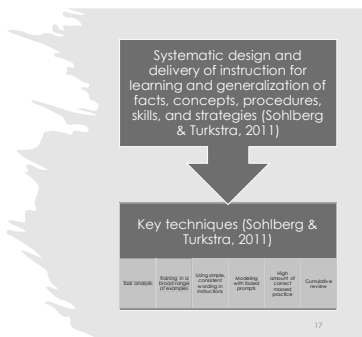 Systematic design and
delivery of instruction for
learning and generalization of
facts, concepts, procedures,
skills, and strategies (Sohlberg
& Turkstra, 2011)
Key techniques (Sohlberg &
Turkstra, 2011)
Task analysis
Training in a
broad range
of examples
Using simple,
consistent
wording in
instructions
Modeling
with faded
prompts
High
amount of
correct
massed
practice
Cumulative
review
17